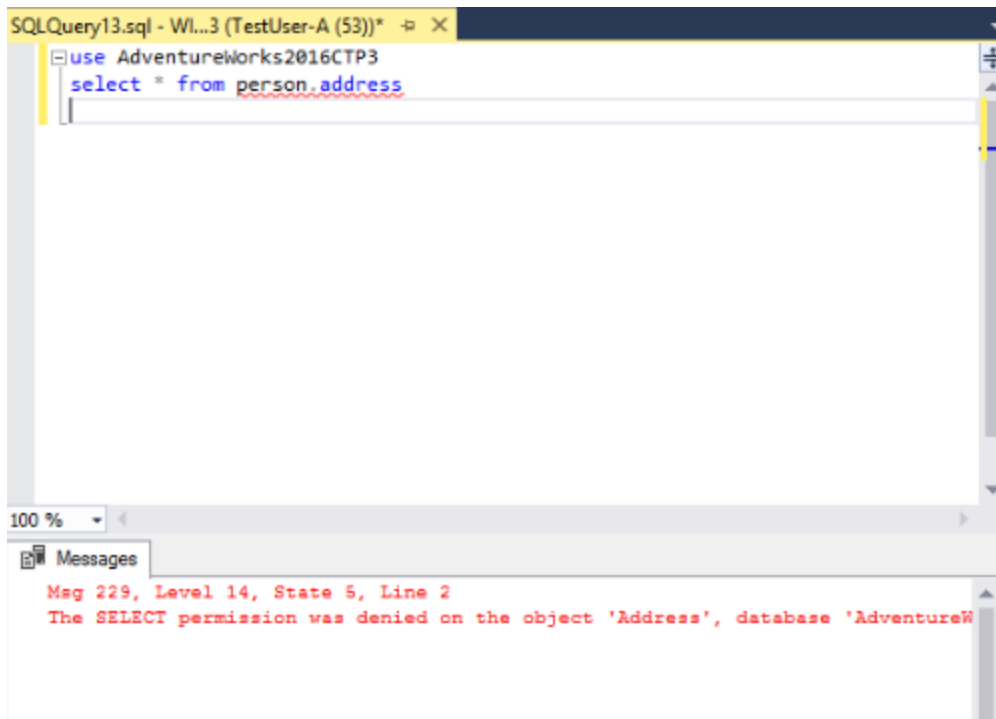 SQLQuery13.sql - WI...3 (TestUser-A (53))*
use AdventureWorks2016CTP3
select * from person.address
100 %
Messages
Msg 229, Level 14, State 5, Line 2
The SELECT permission was denied on the object 'Address', database 'AdventureW